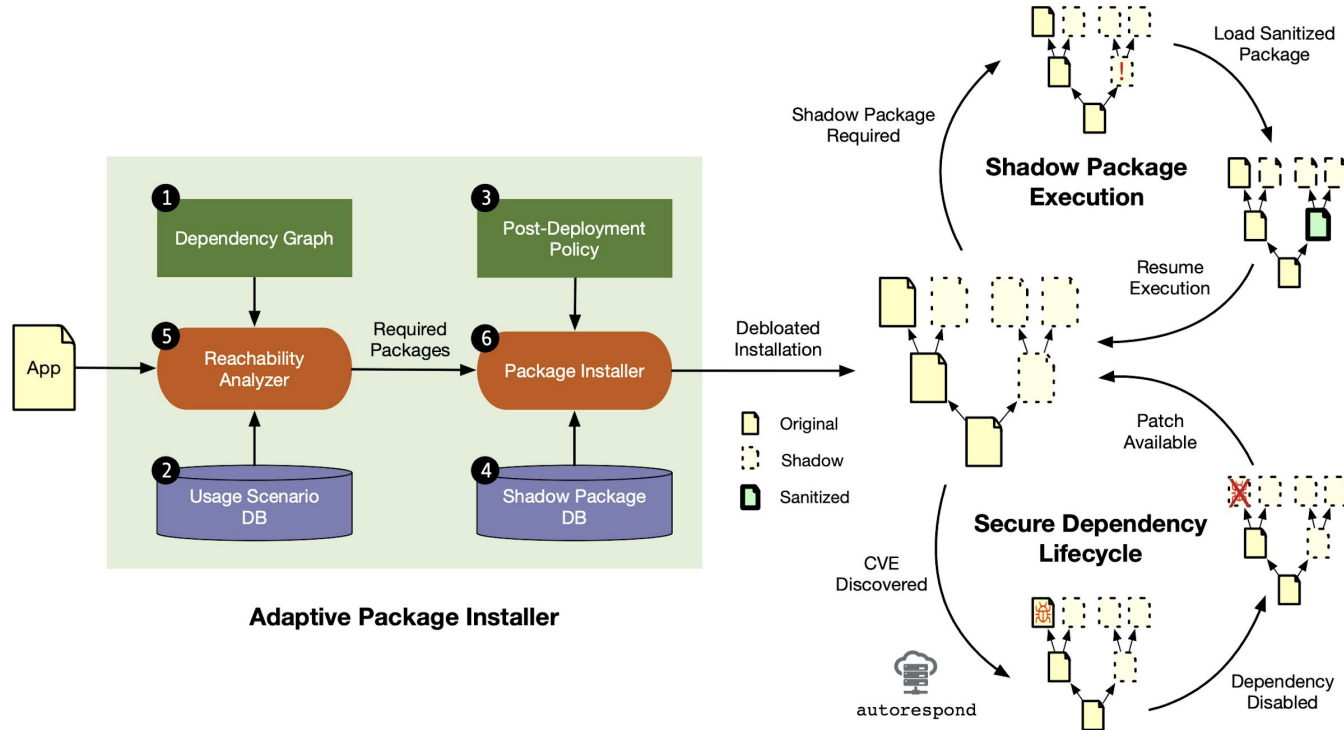 App
1
Dependency Graph
3
Post-Deployment
Policy
5
Reachability
Analyzer
Required
Packages
6
Package Installer
2
Usage Scenario
DB
4
Shadow Package
DB
Adaptive Package Installer
Debloated
Installation
Original
Shadow
Sanitized
Shadow Package
Required
!
Load Sanitized
Package
Shadow Package
Execution
Resume
Execution
Patch
Available
Secure Dependency
Lifecycle
CVE
Discovered
autorespond
Dependency
Disabled